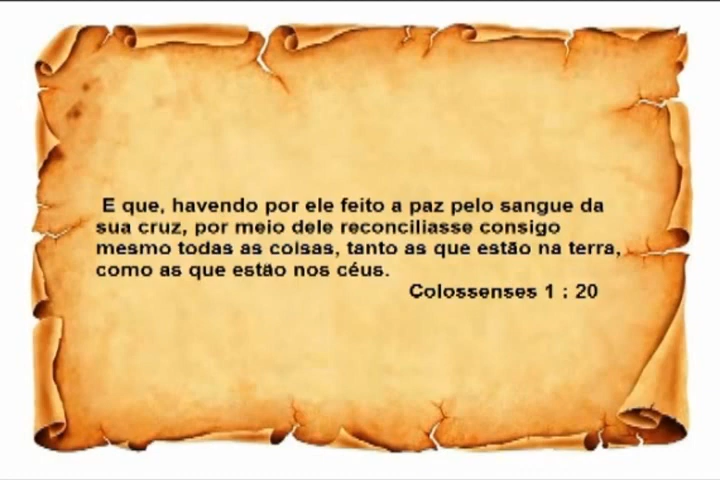 E que, havendo por ele feito a paz pelo sangue da
sua cruz, por meio dele reconciliasse consigo
mesmo todas as coisas, tanto as que estão na terra,
como as que estão nos céus.
Colossenses 1 : 20